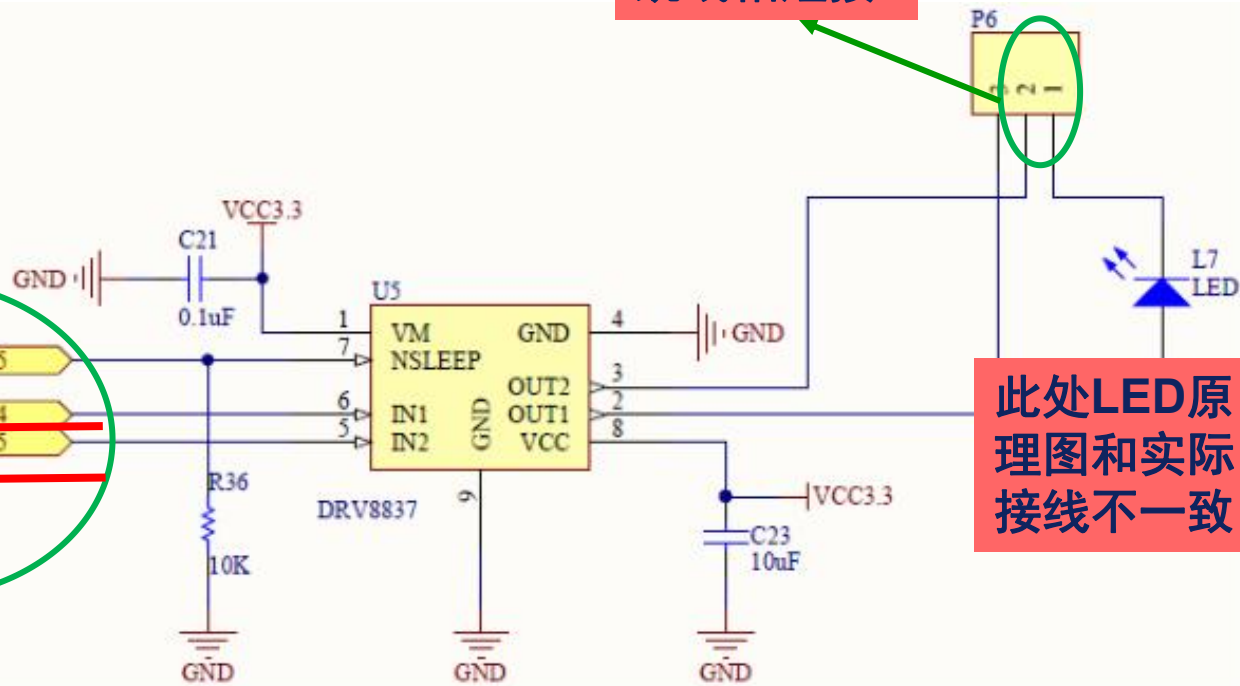 P6
3 2 1
VCC3.3
C21
GND
0.1uF
L7
LED
U5
1 VM GND 4 GND
7 NSLEEP
OUT2 3
6 IN1 OUT1 2
5 IN2 GND VCC 8
5
4
5
此处LED原
理图和实际
接线不一致
R36
10K
DRV8837
9
VCC3.3
C23
10uF
GND
GND
GND